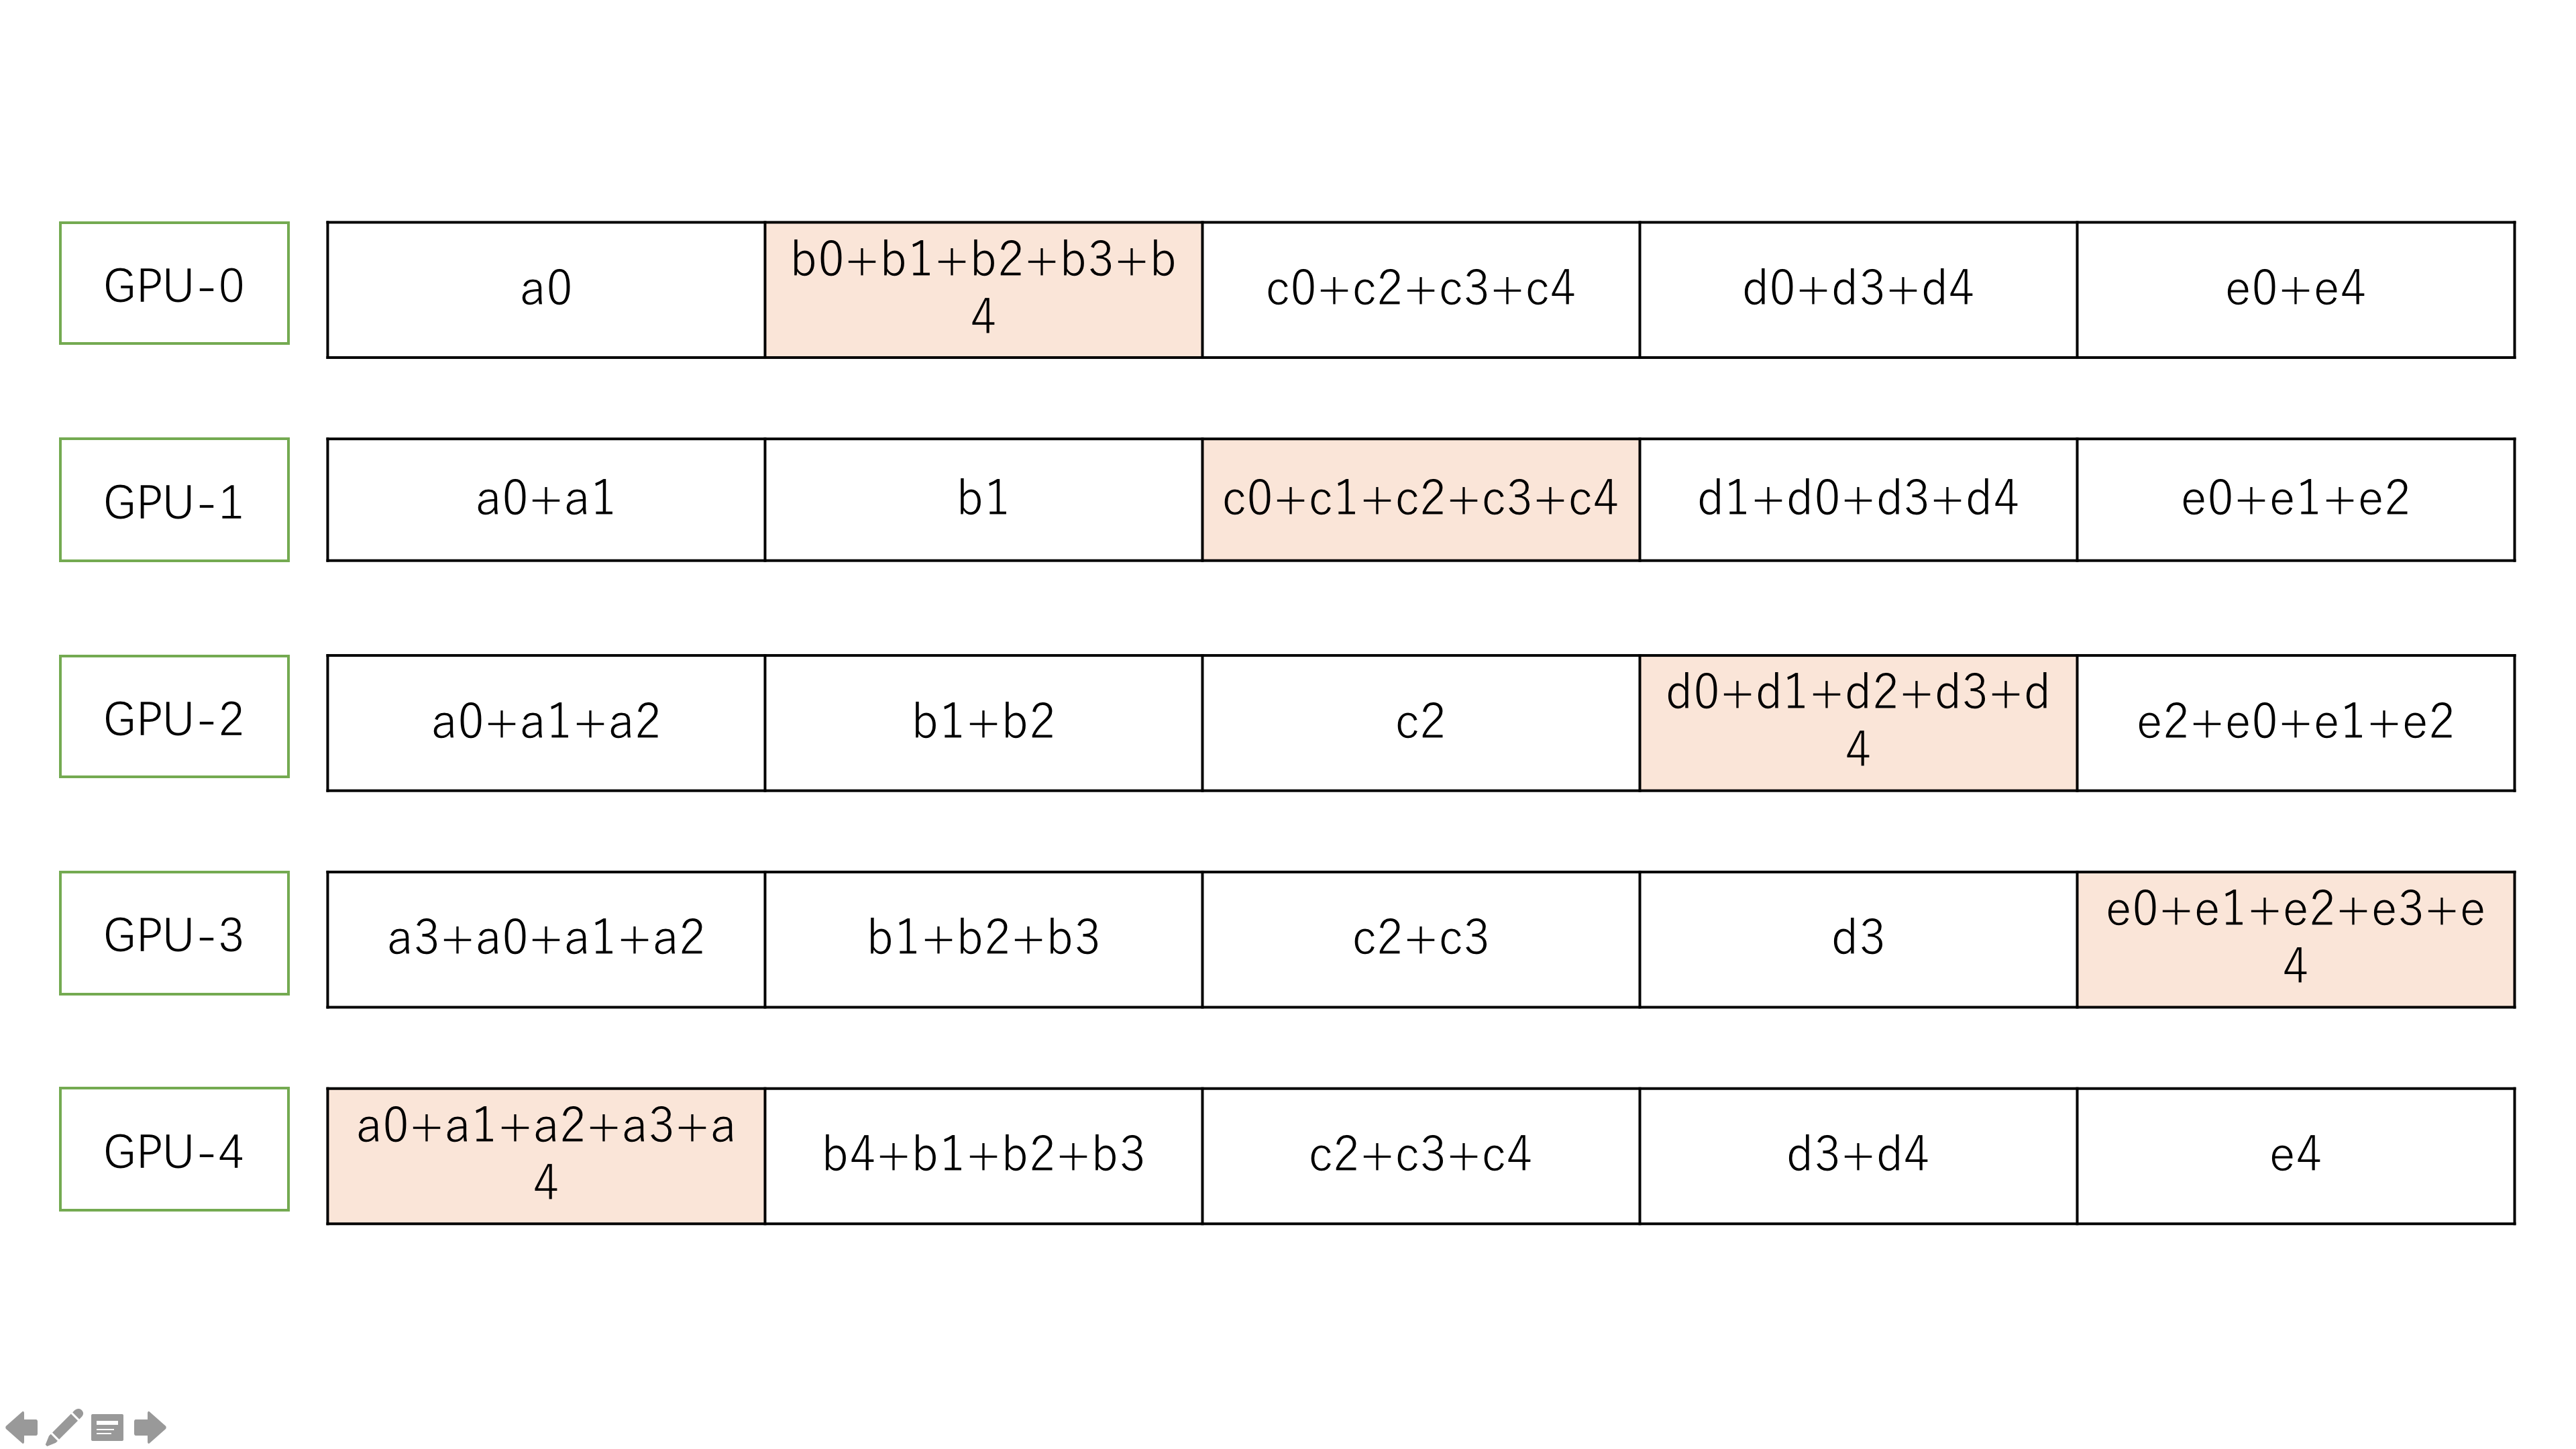 GPU-0
a0
b0+b1+b2+b3+b
4
c0+c2+c3+c4
d0+d3+d4
e0+e4
GPU-1
a0+a1
b1
c0+c1+c2+c3+c4
d1+d0+d3+d4
e0+e1+e2
GPU-2
a0+a1+a2
b1+b2
c2
d0+d1+d2+d3+d
4
e2+e0+e1+e2
GPU-3
a3+a0+a1+a2
b1+b2+b3
c2+c3
d3
e0+e1+e2+e3+e
4
GPU-4
a0+a1+a2+a3+a
4
b4+b1+b2+b3
c2+c3+c4
d3+d4
e4